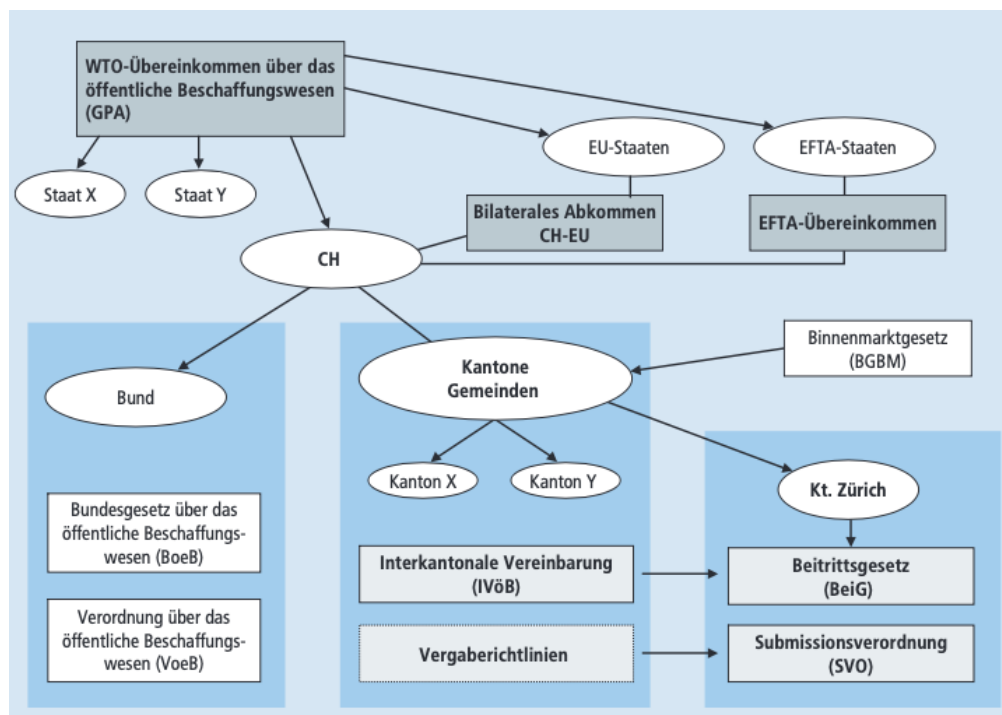 WTO-Übereinkommen über das
öffentliche Beschaffungswesen
(GPA)
EU-Staaten
EFTA-Staaten
Staat X
Staat Y
Bilaterales Abkommen
CH-EU
EFTA-Übereinkommen
CH
Binnenmarktgesetz
(BGBM)
Kantone
Gemeinden
Bund
Kanton X
Kanton Y
Kt. Zürich
Bundesgesetz über das
öffentliche Beschaffungs-
wesen (BoeB)
Interkantonale Vereinbarung
(IVöB)
Beitrittsgesetz
(BeiG)
Verordnung über das
öffentliche Beschaffungs-
wesen (VoeB)
Vergaberichtlinien
Submissionsverordnung
(SVO)